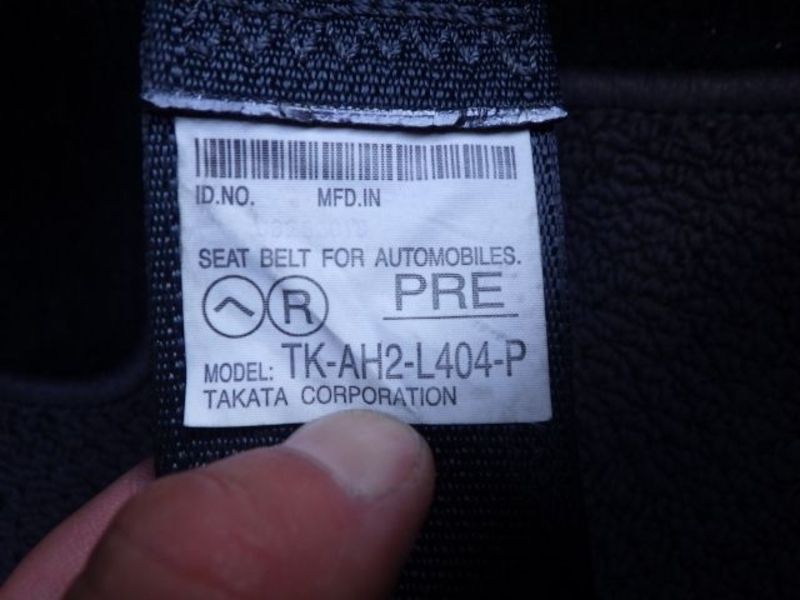 ID.NO. MFD.IN
SEAT BELT FOR AUTOMOBILES.
R PRE
MODEL: TK-AH2-L404-P
TAKATA CORPORATION